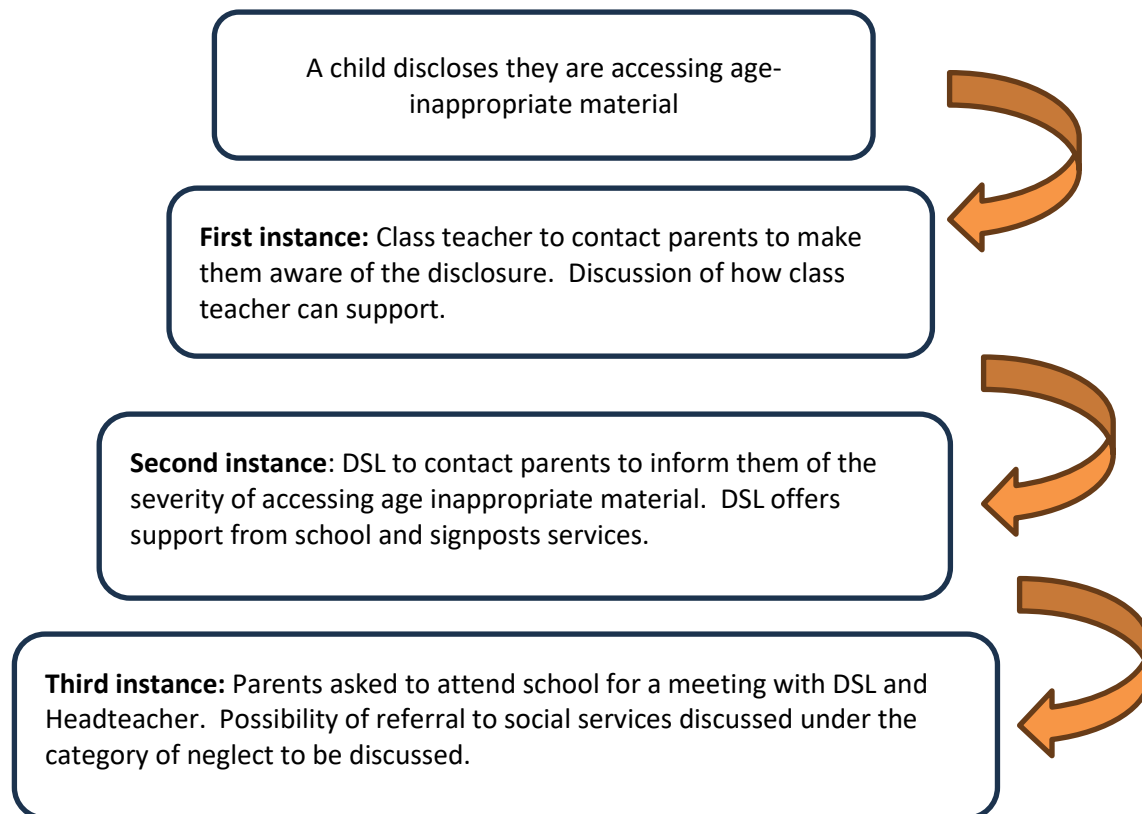 A child discloses they are accessing age-
inappropriate material
First instance: Class teacher to contact parents to make
them aware of the disclosure.  Discussion of how class
teacher can support.
Second instance: DSL to contact parents to inform them of the
severity of accessing age inappropriate material.  DSL offers
support from school and signposts services.
Third instance: Parents asked to attend school for a meeting with DSL and
Headteacher.  Possibility of referral to social services discussed under the
category of neglect to be discussed.